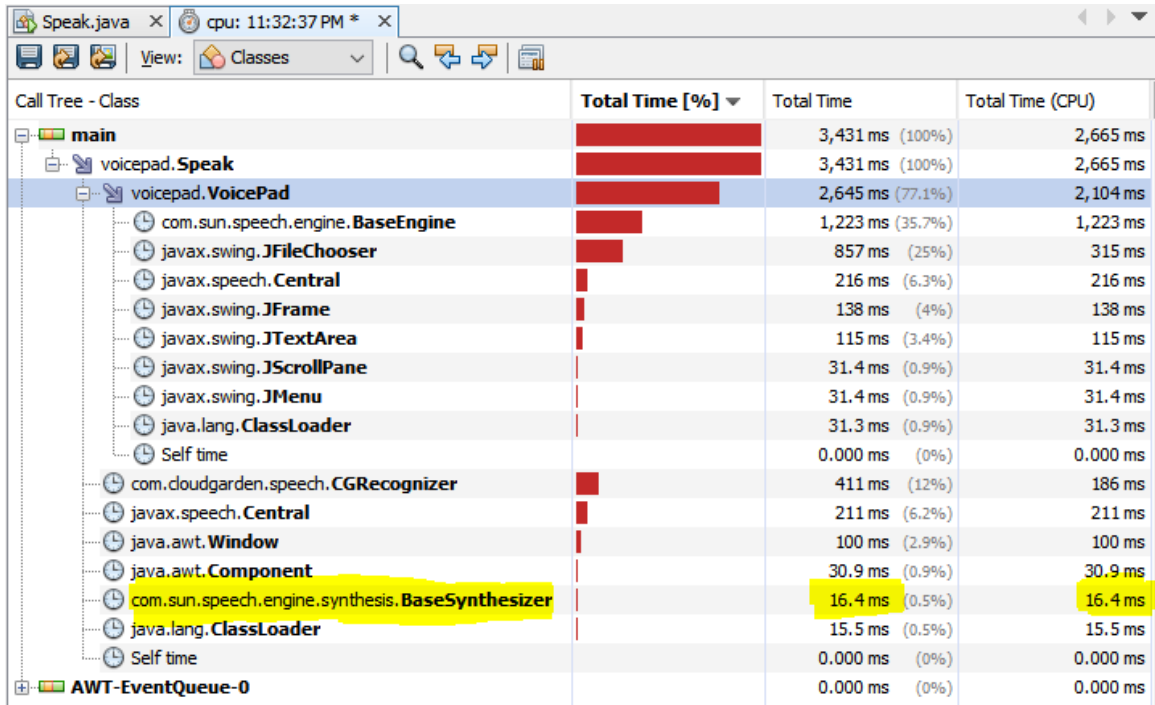 Speak.java × cpu: 11:32:37 PM * ×
View: Classes
Call Tree - Class Total Time [%] Total Time Total Time (CPU)
main 3,431 ms (100%) 2,665 ms
voicepad.Speak 3,431 ms (100%) 2,665 ms
voicepad.VoicePad 2,645 ms (77.1%) 2,104 ms
com.sun.speech.engine.BaseEngine 1,223 ms (35.7%) 1,223 ms
javax.swing.JFileChooser 857 ms (25%) 315 ms
javax.speech.Central 216 ms (6.3%) 216 ms
javax.swing.JFrame 138 ms (4%) 138 ms
javax.swing.JTextArea 115 ms (3.4%) 115 ms
javax.swing.JScrollPane 31.4 ms (0.9%) 31.4 ms
javax.swing.JMenu 31.4 ms (0.9%) 31.4 ms
java.lang.ClassLoader 31.3 ms (0.9%) 31.3 ms
Self time 0.000 ms (0%) 0.000 ms
com.cloudgarden.speech.CGRecognizer 411 ms (12%) 186 ms
javax.speech.Central 211 ms (6.2%) 211 ms
java.awt.Window 100 ms (2.9%) 100 ms
java.awt.Component 30.9 ms (0.9%) 30.9 ms
com.sun.speech.engine.synthesis.BaseSynthesizer 16.4 ms (0.5%) 16.4 ms
java.lang.ClassLoader 15.5 ms (0.5%) 15.5 ms
Self time 0.000 ms (0%) 0.000 ms
AWT-EventQueue-0 0.000 ms (0%) 0.000 ms